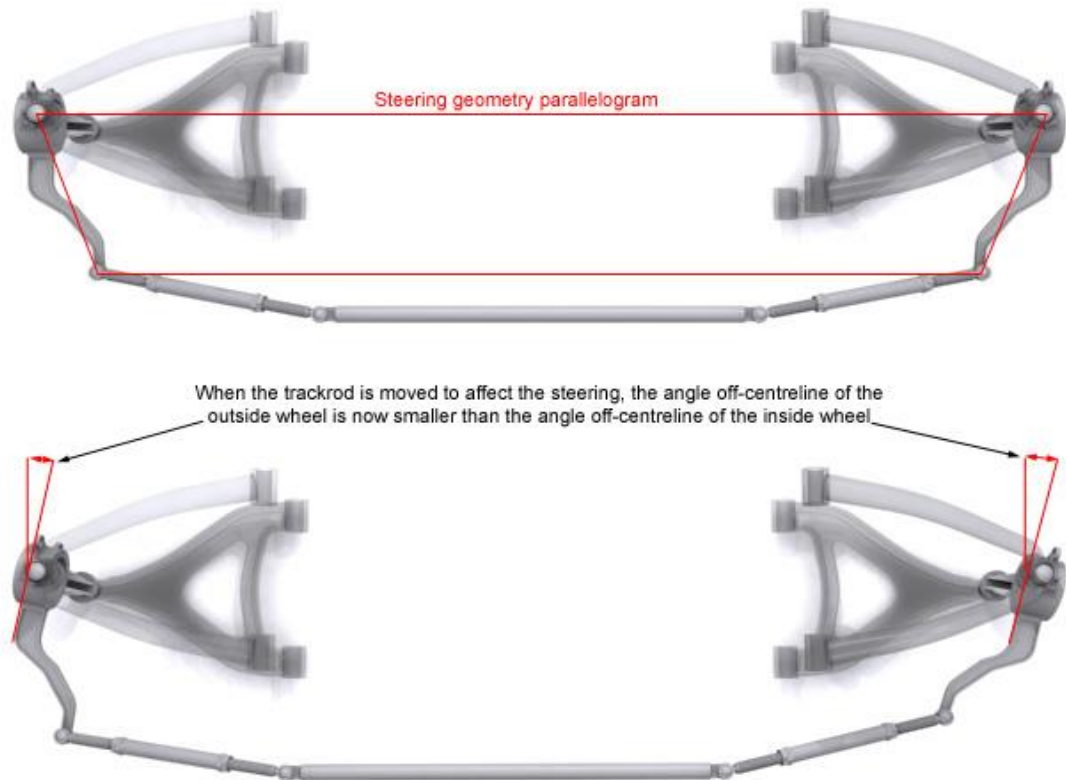 Steering geometry parallelogram
When the trackrod is moved to affect the steering, the angle off-centreline of the
outside wheel is now smaller than the angle off-centreline of the inside wheel